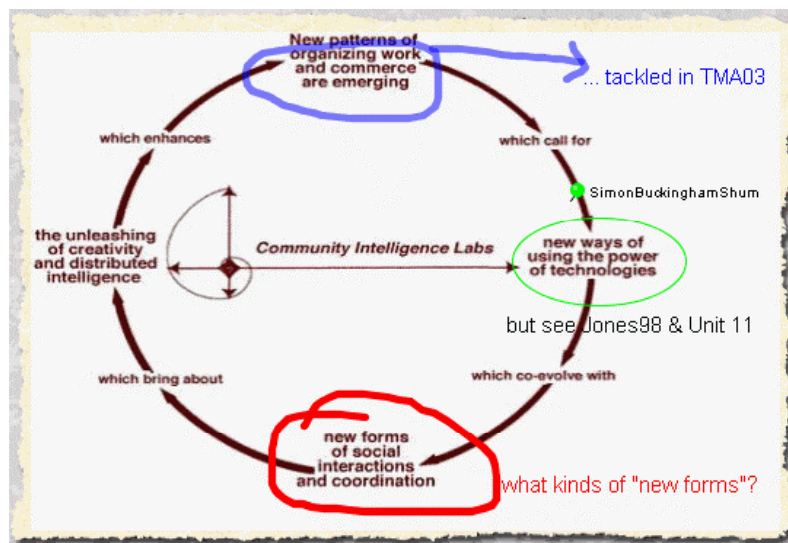 New patterns of
organizing work
and commerce
are emerging
... tackled in TMA03
which enhances
which call for
SimonBuckinghamShum
the unleashing
of creativity
and distributed
intelligence
Community Intelligence Labs
new ways of
using the power
of technologies
but see Jones98 & Unit 11
which bring about
which co-evolve with
new forms
of social
interactions
and coordination
what kinds of "new forms"?